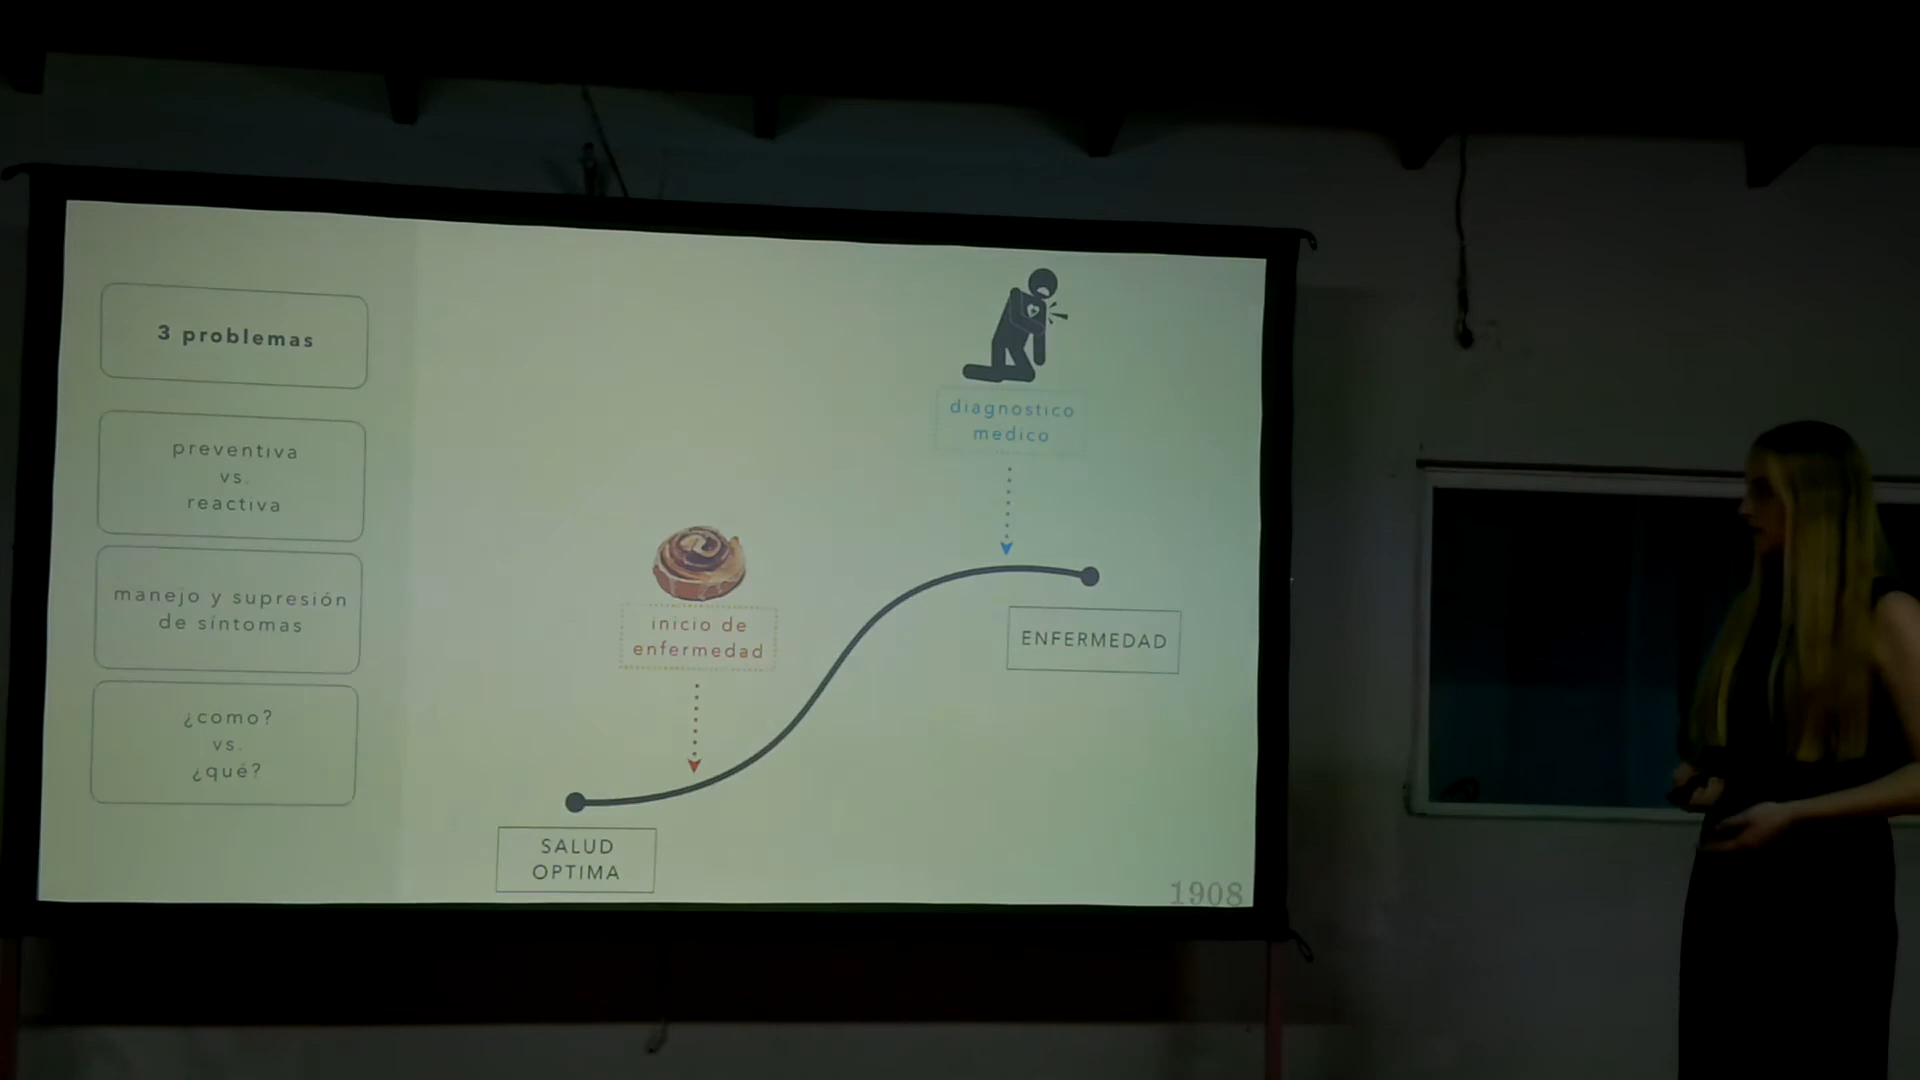 3 problemas
preventiva
vs.
reactiva
manejo y supresión
de síntomas
¿como?
vs.
¿qué?
diagnostico
medico
inicio de
enfermedad
ENFERMEDAD
SALUD
OPTIMA
1908